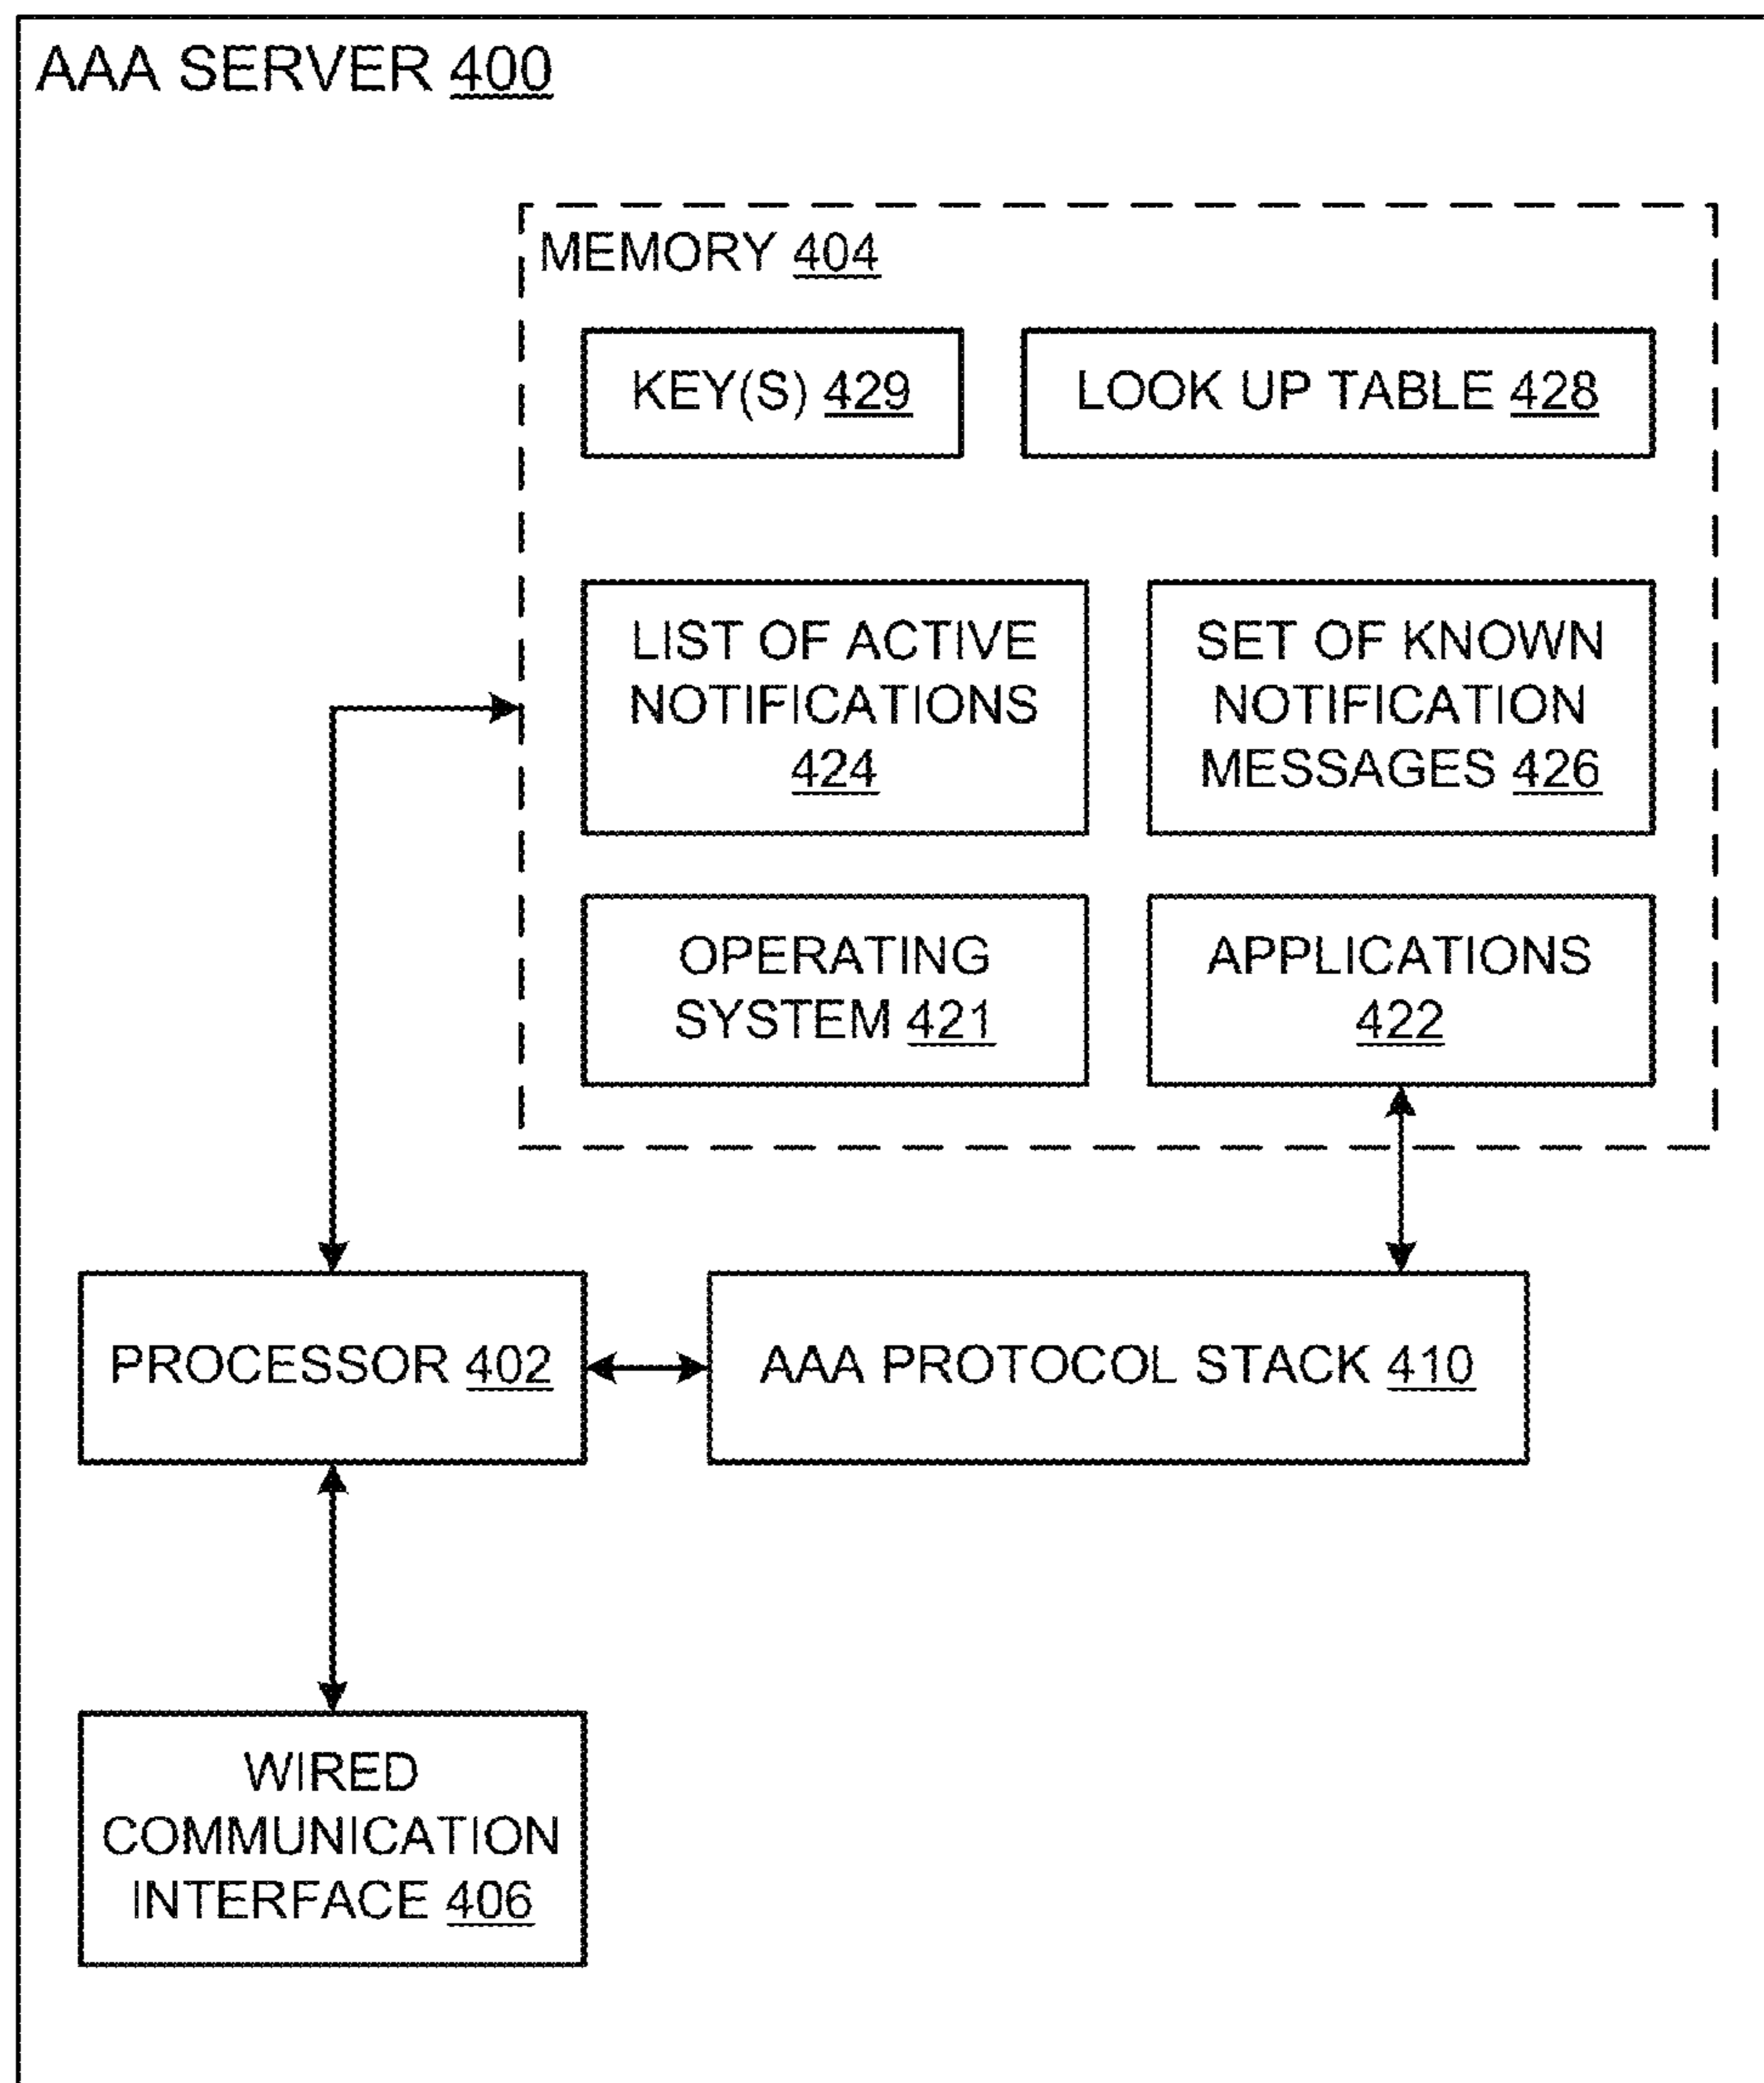 AAA SERVER 400
MEMORY 404
KEY(S) 429
LOOK UP TABLE 428
LIST OF ACTIVE
NOTIFICATIONS
424
SET OF KNOWN
NOTIFICATION
MESSAGES 426
OPERATING
SYSTEM 421
APPLICATIONS
422
PROCESSOR 402
AAA PROTOCOL STACK 410
WIRED
COMMUNICATION
INTERFACE 406